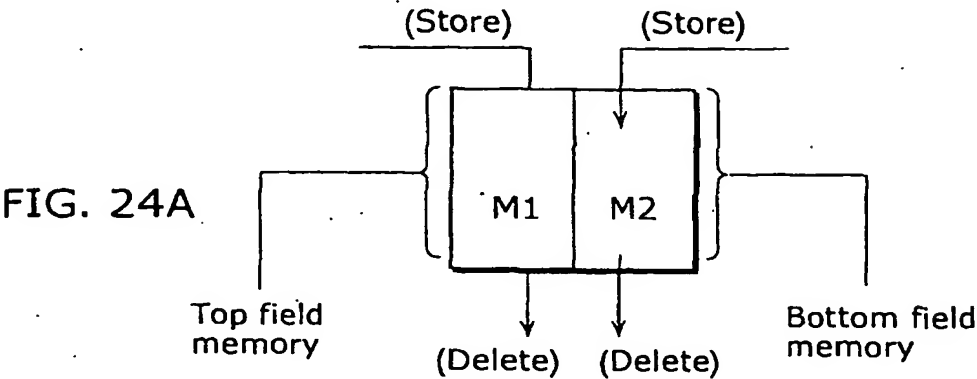 (Store) (Store)
FIG. 24A
M1 M2
Top field
memory
Bottom field
memory
(Delete) (Delete)